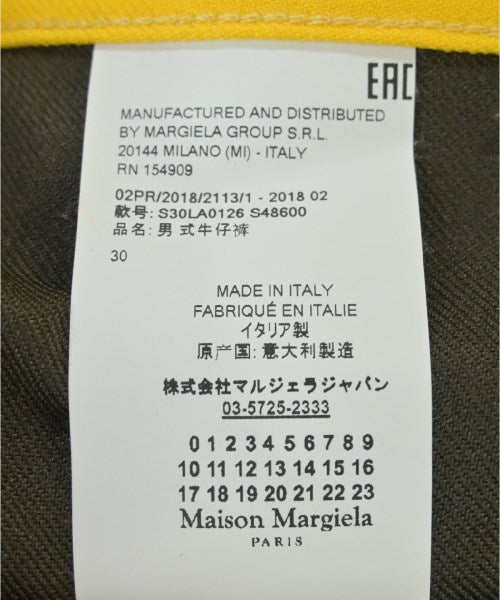 EAC
MANUFACTURED AND DISTRIBUTED
BY MARGIELA GROUP S.R.L.
20144 MILANO (MI) - ITALY
RN 154909
02PR/2018/2113/1 - 2018 02
款号: S30LA0126 S48600
品名: 男 式牛仔裤
30
MADE IN ITALY
FABRIQUÉ EN ITALIE
イタリア製
原产国: 意大利製造
株式会社マルジェラジャパン
03-5725-2333
0 1 2 3 4 5 6 7 8 9
10 11 12 13 14 15 16
17 18 19 20 21 22 23
Maison Margiela
PARIS